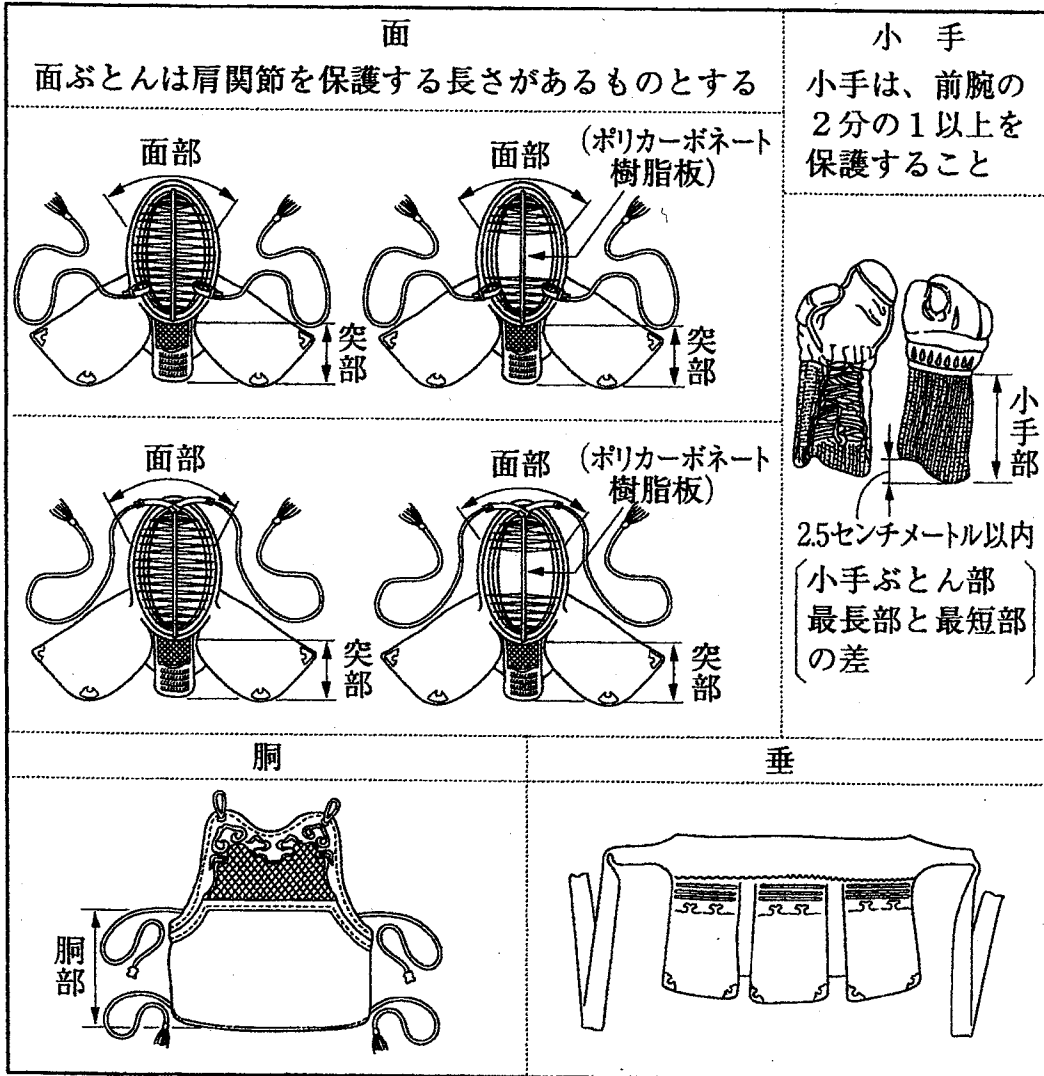 面
面ぶとんは肩関節を保護する長さがあるものとする
面部
突部
面部
(ポリカーボネート
樹脂板)
突部
面部
突部
面部
(ポリカーボネート
樹脂板)
突部
小手
小手は、前腕の
2分の1以上を
保護すること
小手部
2.5センチメートル以内
小手ぶとん部
最長部と最短部
の差
胴
胴部
垂